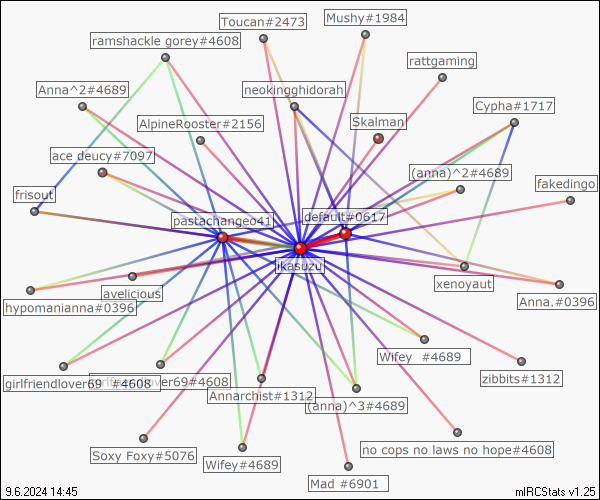 Toucan#2473
Mushy#1984
ramshackle gorey#4608
rattgaming
Anna^2#4689
neokingghidorah
Cypha#1717
AlpineRooster#2156
Skalman
ace deucy#7097
(anna)^2#4689
fakedingo
frisout
pastachangeo41
default#0617
ikasuzu
xenoyaut
hypomanianna#0396
avelicious
Anna.#0396
Wifey #4689
girlfriendlover69 #4608
lover69#4608
zibbits#1312
Annarchist#1312
(anna)^3#4689
Soxy Foxy#5076
Wifey#4689
no cops no laws no hope#4608
Mad #6901
9.6.2024 14:45
mIRCStats v1.25